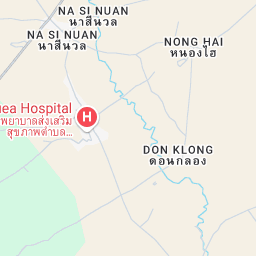 NA SI NUAN
นาสีนวล
NA SI NUAN
นาสีนวล
NONG HAI
หนองไฮ
Hospital
พยาบาลส่งเสริม
สุขภาพตำบล...
DON KLONG
ดอนกลอง